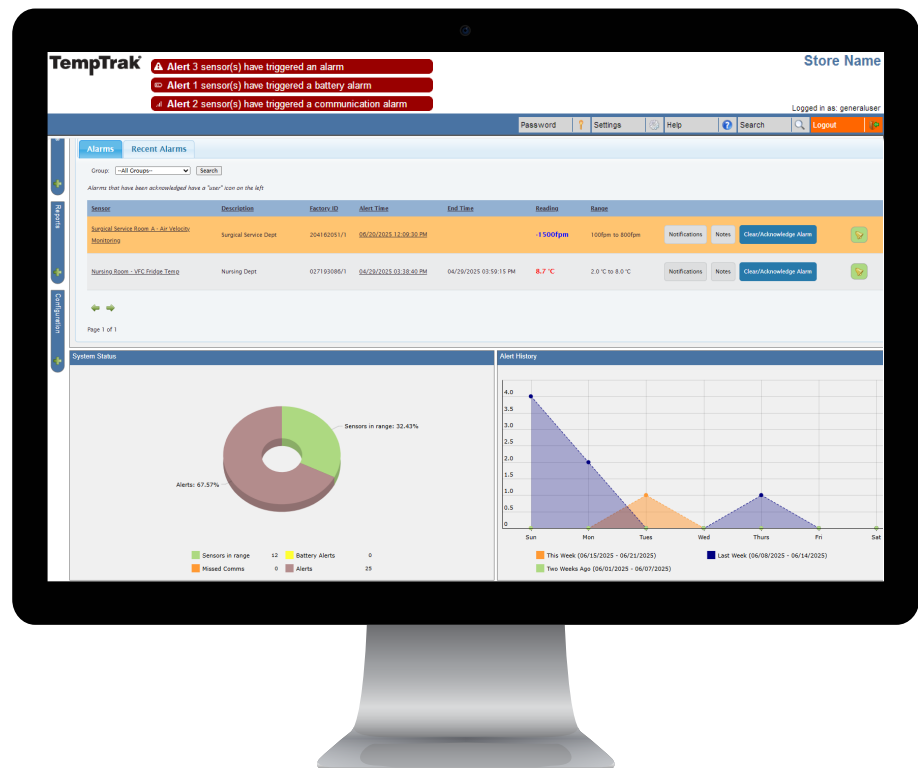 TempTrak
Alert 3 sensor(s) have triggered an alarm
Alert 1 sensor(s) have triggered a battery alarm
Alert 2 sensor(s) have triggered a communication alarm
Store Name
Logged in as: generaluser
Password Settings Help Search Logout
Alarms Recent Alarms
Group: --All Groups-- Search
Alarms that have been acknowledged have a "user" icon on the left
Sensor Description Factory ID Alert Time End Time Reading Range
Surgical Service Room A - Air Velocity
Monitoring
Surgical Service Dept 204162051/1 06/20/2025 12:09:30 PM -1500fpm 100fpm to 800fpm Notifications Notes Clear/Acknowledge Alarm
Nursing Room - VFC Fridge Temp Nursing Dept 027193086/1 04/29/2025 03:38:40 PM 04/29/2025 03:59:15 PM 8.7 °C 2.0 °C to 8.0 °C Notifications Notes Clear/Acknowledge Alarm
Page 1 of 1
Reports
Configuration
System Status
Sensors in range: 32.43%
Alerts: 67.57%
Sensors in range 12 Battery Alerts 0
Missed Comms 0 Alerts 25
Alert History
4.0
3.5
3.0
2.5
2.0
1.5
1.0
0.5
0
Sun Mon Tues Wed Thurs Fri Sat
This Week (06/15/2025 - 06/21/2025) Last Week (06/08/2025 - 06/14/2025)
Two Weeks Ago (06/01/2025 - 06/07/2025)